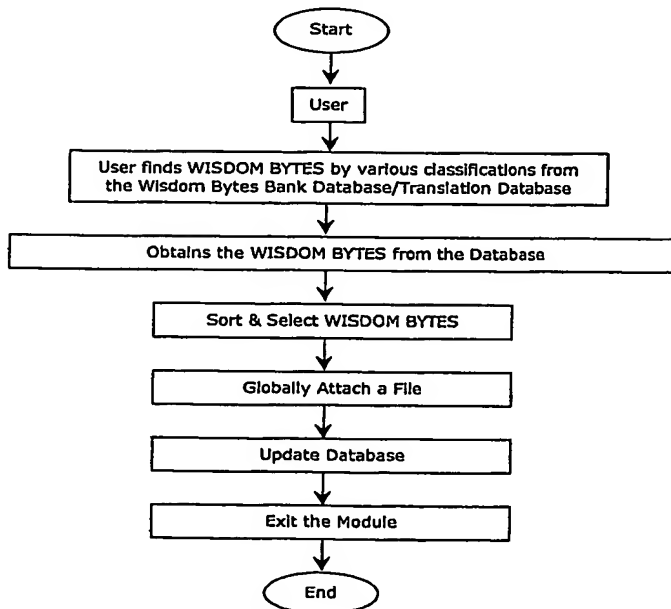 Start
User
User finds WISDOM BYTES by various classifications from
the Wisdom Bytes Bank Database/Translation Database
Obtains the WISDOM BYTES from the Database
Sort & Select WISDOM BYTES
Globally Attach a File
Update Database
Exit the Module
End